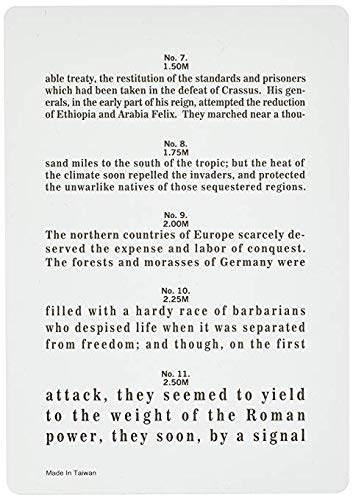 No. 7.
1.50M
able treaty, the restitution of the standards and prisoners
which had been taken in the defeat of Crassus. His gen-
erals, in the early part of his reign, attempted the reduction
of Ethiopia and Arabia Felix. They marched near a thou-
No. 8.
1.75M
sand miles to the south of the tropic; but the heat of
the climate soon repelled the invaders, and protected
the unwarlike natives of those sequestered regions.
No. 9.
2.00M
The northern countries of Europe scarcely de-
served the expense and labor of conquest.
The forests and morasses of Germany were
No. 10.
2.25M
filled with a hardy race of barbarians
who despised life when it was separated
from freedom; and though, on the first
No. 11.
2.50M
attack, they seemed to yield
to the weight of the Roman
power, they soon, by a signal
Made In Taiwan